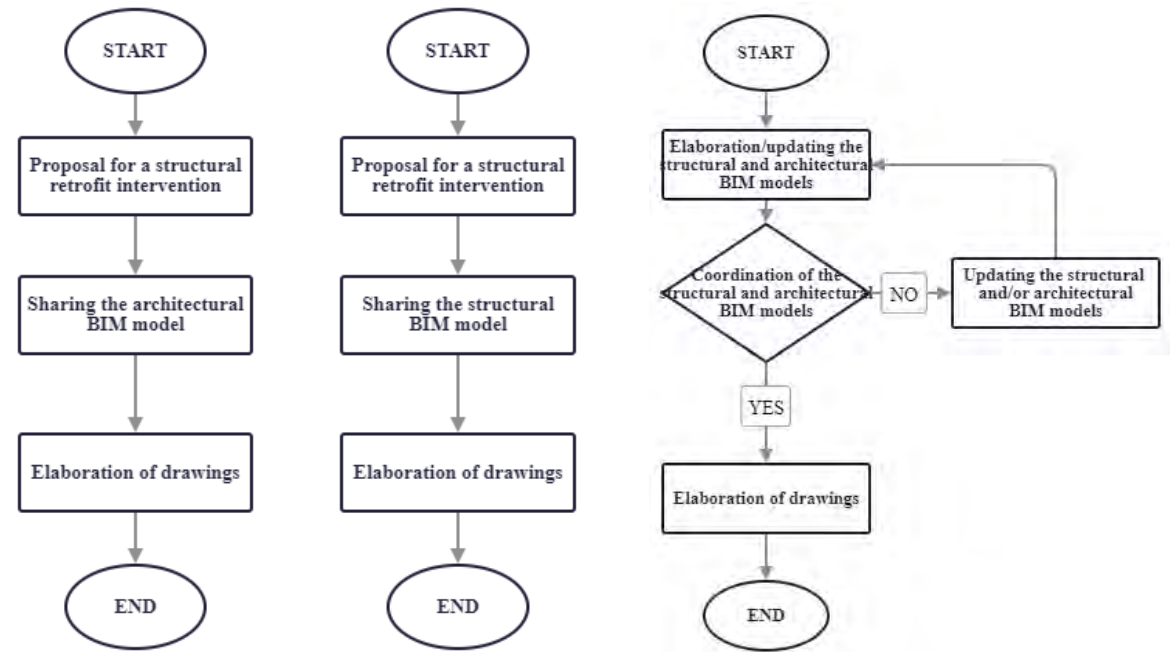 START
Proposal for a structural
retrofit intervention
Sharing the architectural
BIM model
Elaboration of drawings
END
START
Proposal for a structural
retrofit intervention
Sharing the structural
BIM model
Elaboration of drawings
END
START
Elaboration/updating the
structural and architectural
BIM models
Coordination of the
structural and architectural
BIM models
NO
Updating the structural
and/or architectural
BIM models
YES
Elaboration of drawings
END